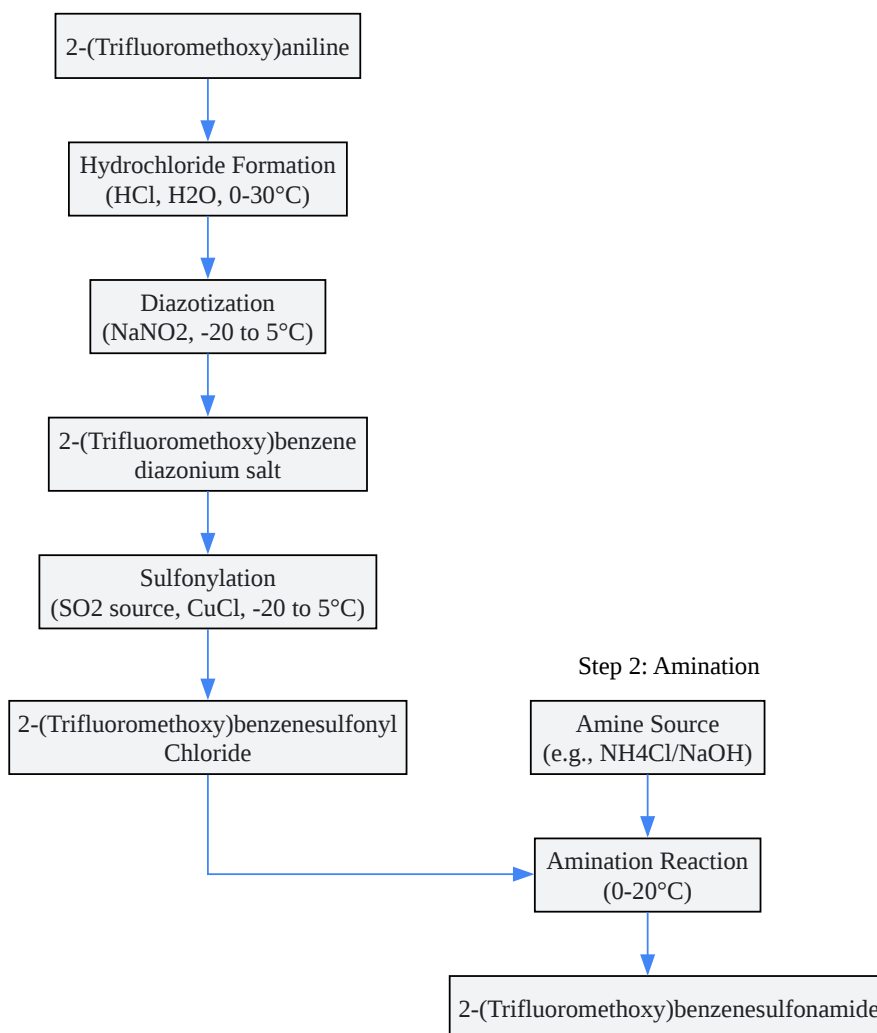 2-(Trifluoromethoxy)aniline
Hydrochloride Formation
(HCl, H2O, 0-30°C)
Diazotization
(NaNO2, -20 to 5°C)
2-(Trifluoromethoxy)benzene
diazonium salt
Sulfonylation
(SO2 source, CuCl, -20 to 5°C)
2-(Trifluoromethoxy)benzenesulfonyl
Chloride
Step 2: Amination
Amine Source
(e.g., NH4Cl/NaOH)
Amination Reaction
(0-20°C)
2-(Trifluoromethoxy)benzenesulfonamide